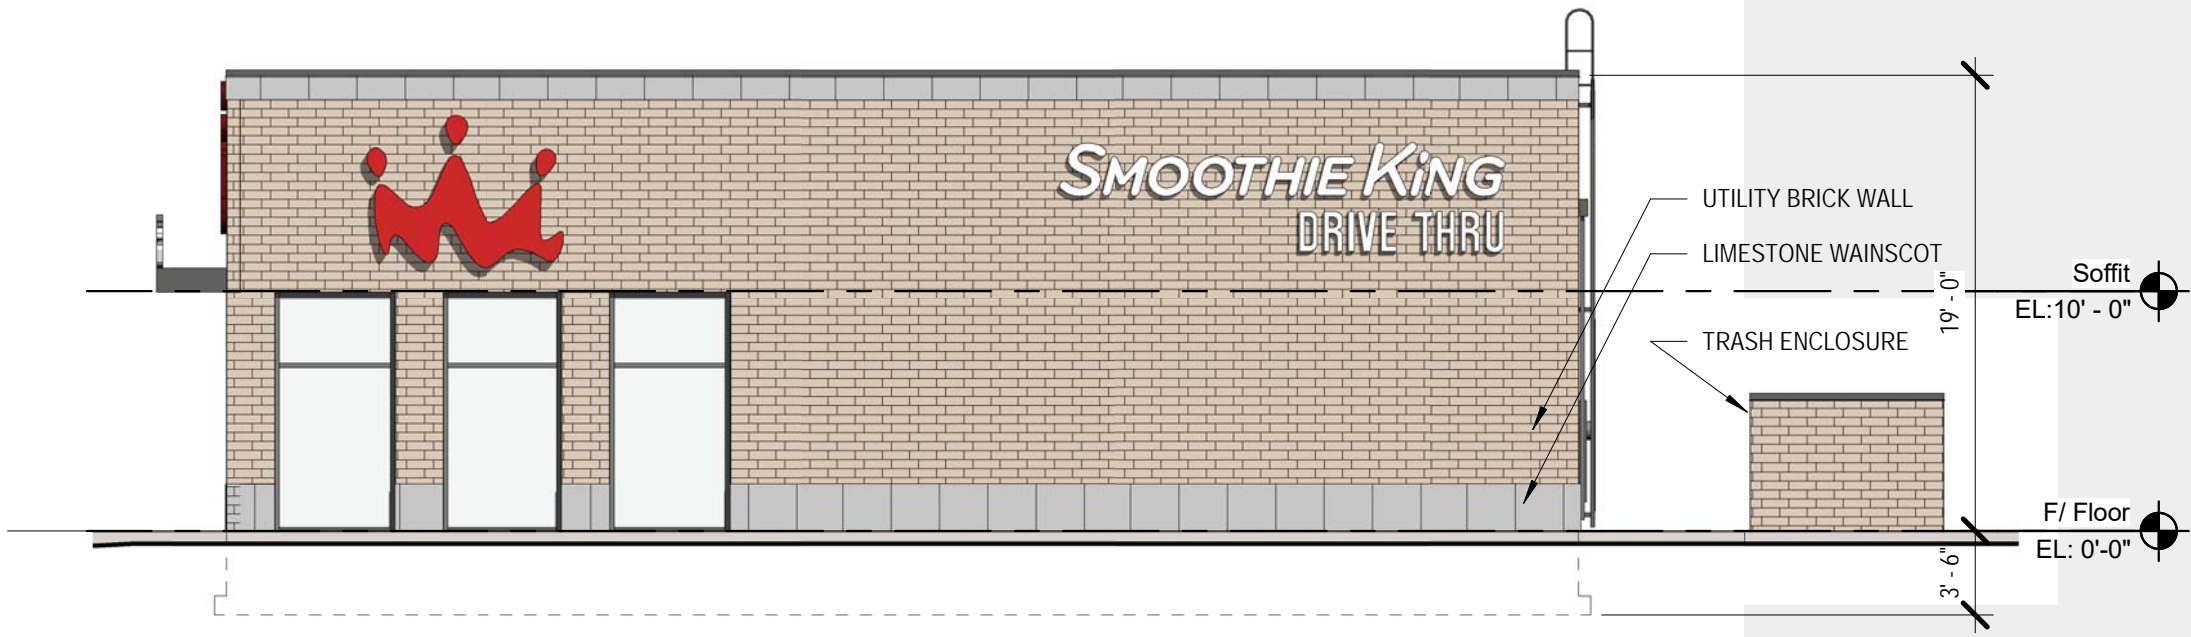 SMOOTHIE KiNG
DRIVE THRU
UTILITY BRICK WALL
LIMESTONE WAINSCOT
TRASH ENCLOSURE
19' - 0"
Soffit
EL:10' - 0"
F/ Floor
EL: 0'-0"
3' - 6"